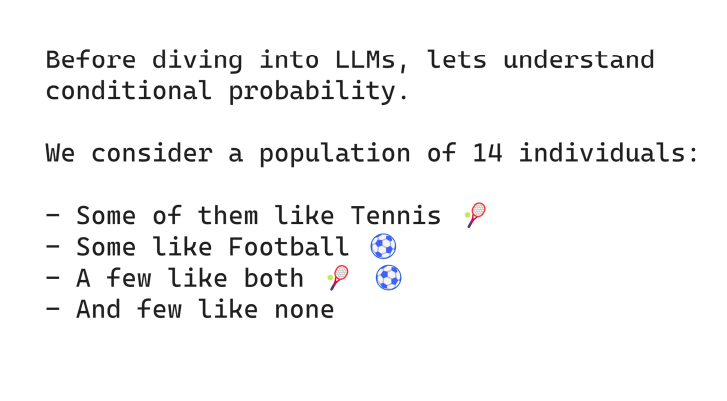 Before diving into LLMs, lets understand
conditional probability.
We consider a population of 14 individuals:
– Some of them like Tennis 🎾
– Some like Football ⚽
– A few like both 🎾 ⚽
– And few like none